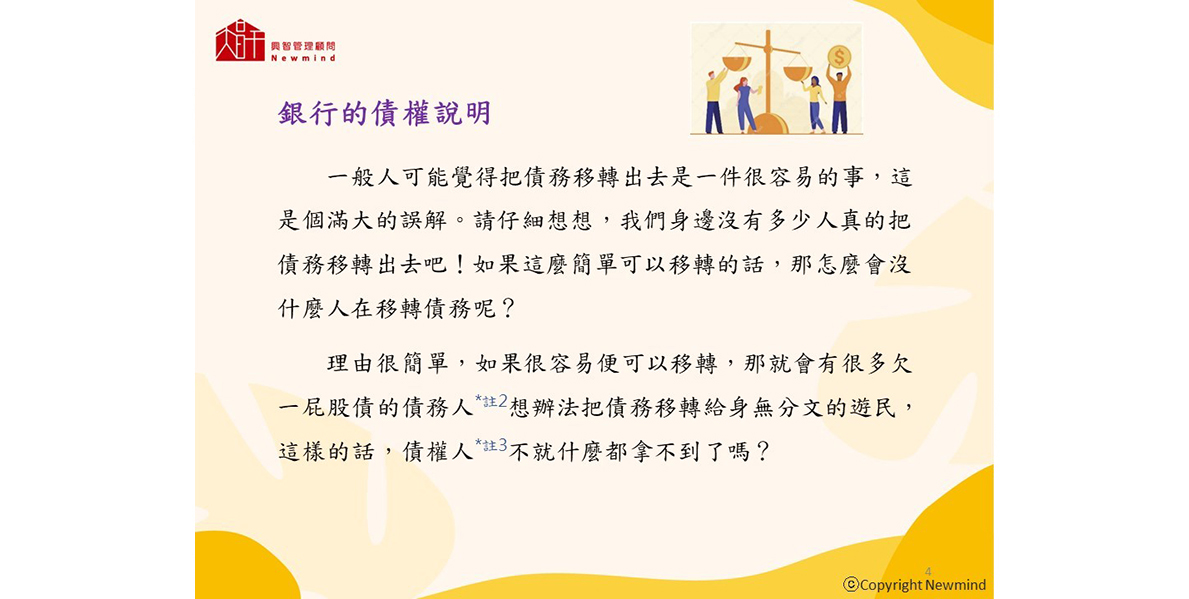 興智管理顧問
Newmind
銀行的債權說明
一般人可能覺得把債務移轉出去是一件很容易的事，這
是個滿大的誤解。請仔細想想，我們身邊沒有多少人真的把
債務移轉出去吧！如果這麼簡單可以移轉的話，那怎麼會沒
什麼人在移轉債務呢？
理由很簡單，如果很容易便可以移轉，那就會有很多欠
一屁股債的債務人*註2想辦法把債務移轉給身無分文的遊民，
這樣的話，債權人*註3不就什麼都拿不到了嗎？
4
©Copyright Newmind